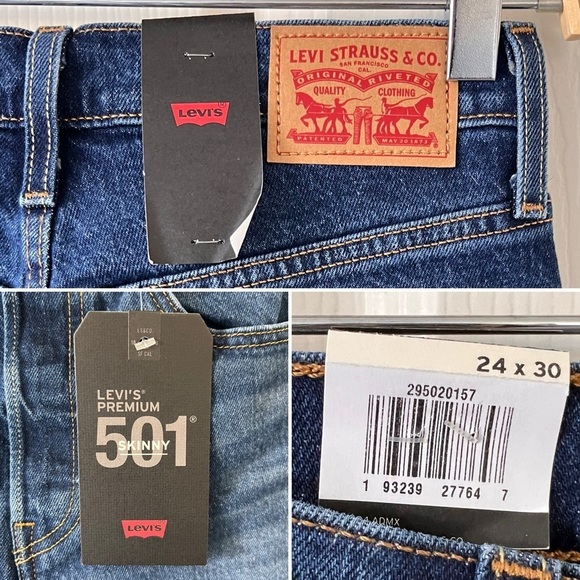 LEVI'S
LEVI STRAUSS & CO.
SAN FRANCISCO
CAL.
ORIGINAL RIVETED
QUALITY CLOTHING
PATENTED MAY 20 1873
LS&CO.
SF CAL
LEVI'S®
PREMIUM
501®
SKINNY
LEVI'S
24 x 30
295020157
1 93239 27764 7
ADMX